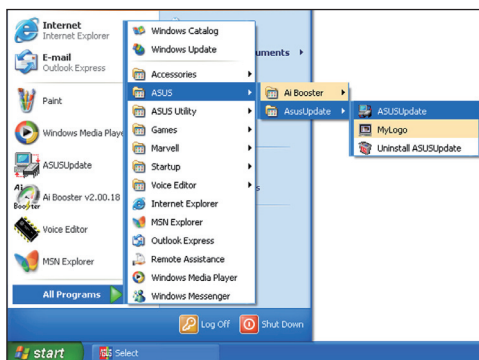 Internet
Internet Explorer
E-mail
Outlook Express
Paint
Windows Media Playe
ASUSUpdate
Ai Booster v2.00.18
Voice Editor
MSN Explorer
All Programs
Windows Catalog
Windows Update
Accessories
ASUS
ASUS Utility
Games
Marvell
Startup
Voice Editor
Internet Explorer
MSN Explorer
Outlook Express
Remote Assistance
Windows Media Player
Windows Messenger
uments
s
Ai Booster
AsusUpdate
ASUSUpdate
MyLogo
Uninstall ASUSUpdate
Log Off
Shut Down
start
Select